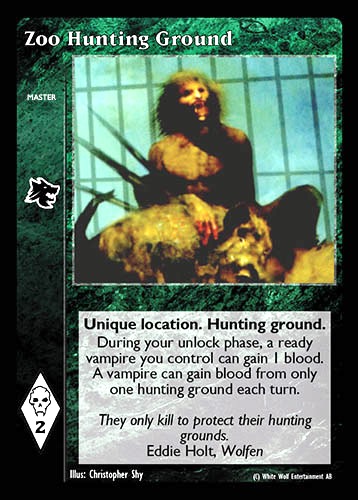 Zoo Hunting Ground
MASTER
Unique location. Hunting ground.
During your unlock phase, a ready
vampire you control can gain 1 blood.
A vampire can gain blood from only
one hunting ground each turn.
They only kill to protect their hunting
grounds.
Eddie Holt, Wolfen
2
Illus: Christopher Shy
(C) White Wolf Entertainment AB